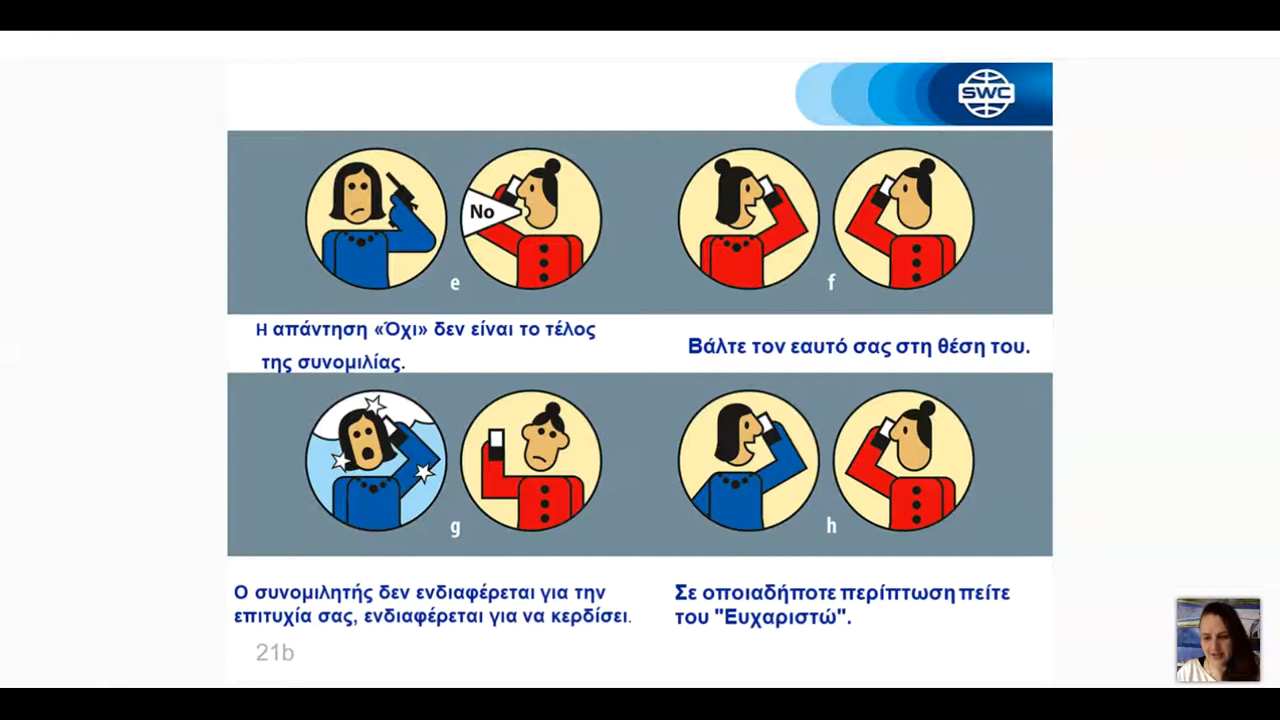 SWC
No
e
f
Η απάντηση «Όχι» δεν είναι το τέλος
της συνομιλίας.
Βάλτε τον εαυτό σας στη θέση του.
g
h
Ο συνομιλητής δεν ενδιαφέρεται για την
επιτυχία σας, ενδιαφέρεται για να κερδίσει.
Σε οποιαδήποτε περίπτωση πείτε
του "Ευχαριστώ".
21b